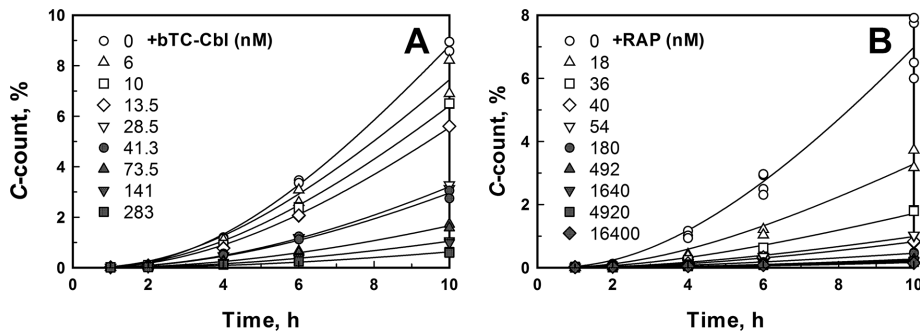 A
C-count, %
10
8
6
4
2
0
0 +bTC-Cbl (nM)
6
10
13.5
28.5
41.3
73.5
141
283
0 2 4 6 8 10
Time, h
B
C-count, %
8
6
4
2
0
0 +RAP (nM)
18
36
40
54
180
492
1640
4920
16400
0 2 4 6 8 10
Time, h